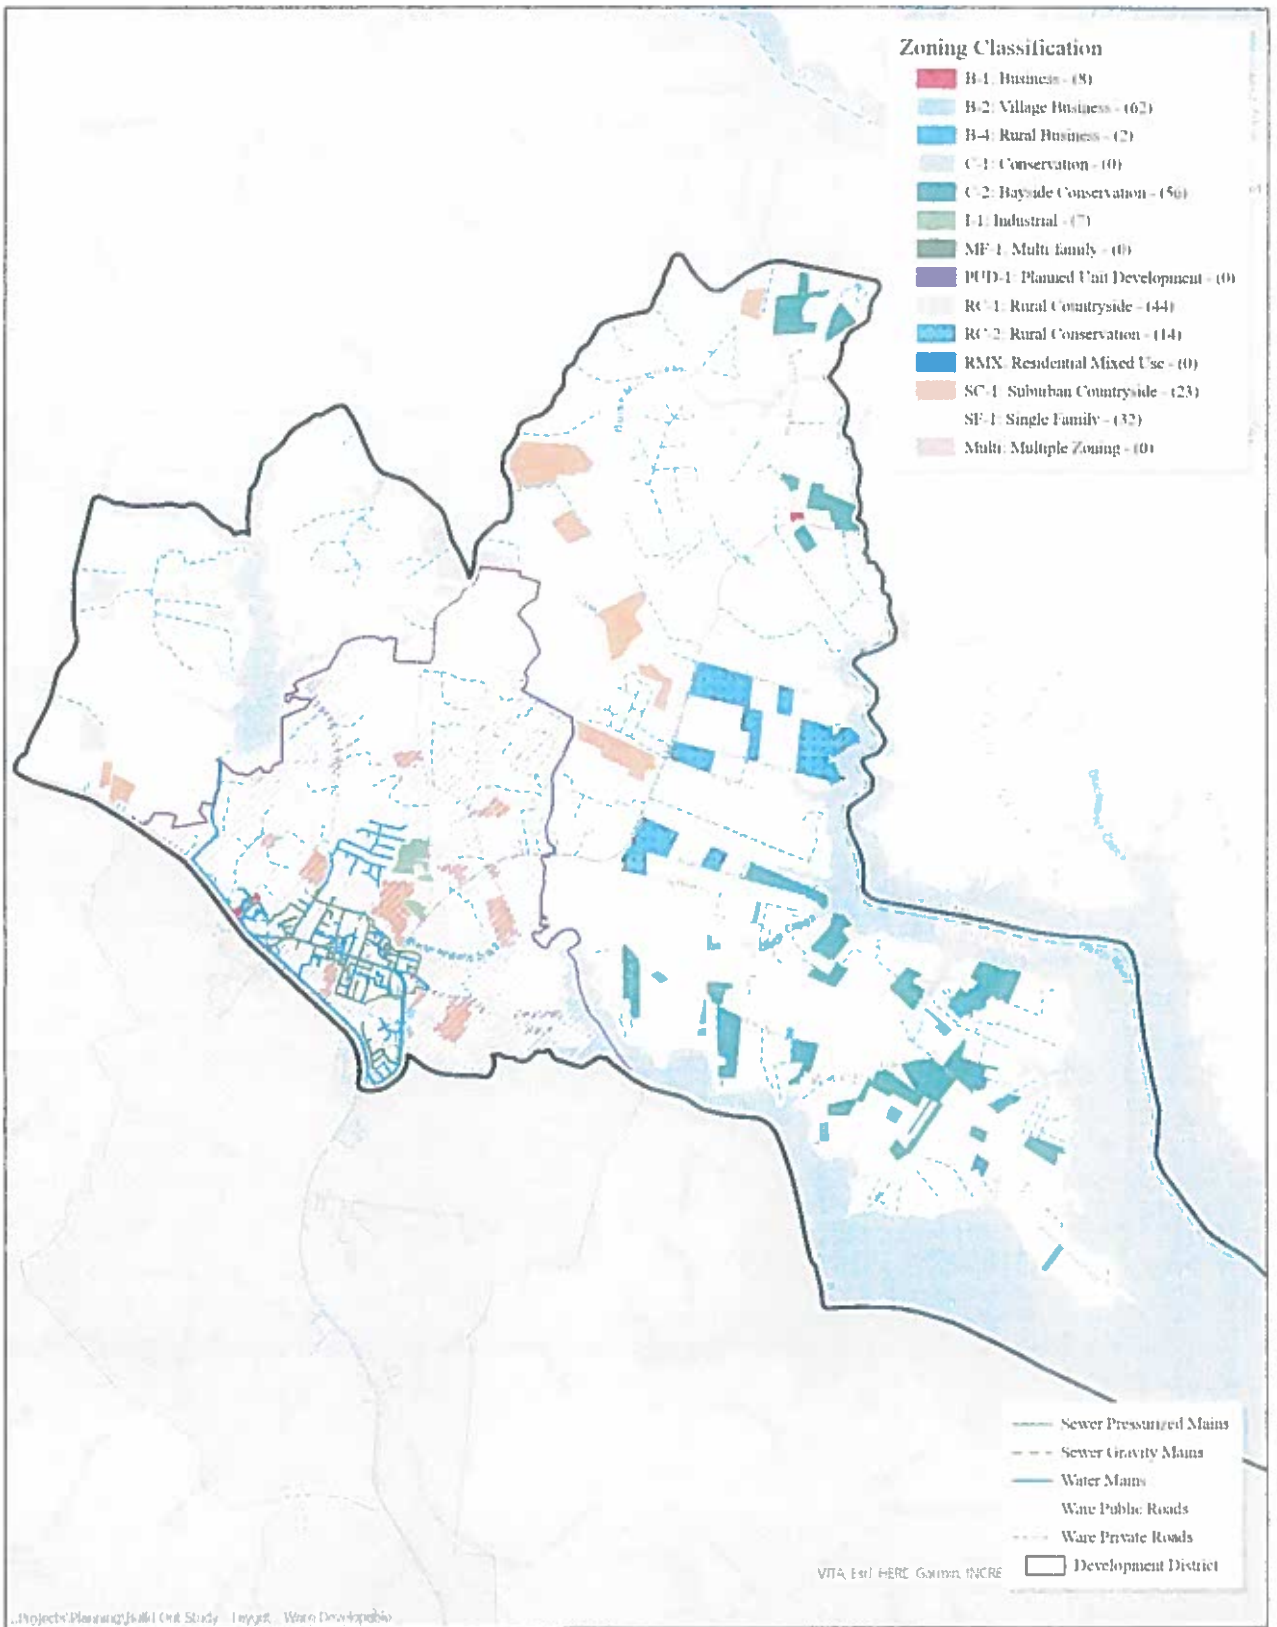 Zoning Classification
B-1: Business - (8)
B-2: Village Business - (62)
B-4: Rural Business - (2)
C-1: Conservation - (0)
C-2: Bayside Conservation - (56)
I-1: Industrial - (7)
MF-1: Multi family - (0)
PUD-1: Planned Unit Development - (0)
RC-1: Rural Countryside - (44)
RC-2: Rural Conservation - (14)
RMX: Residential Mixed Use - (0)
SC-1: Suburban Countryside - (23)
SF-1: Single Family - (32)
Multi: Multiple Zoning - (0)
Sewer Pressurized Mains
Sewer Gravity Mains
Water Mains
Ware Public Roads
Ware Private Roads
Development District
VITA, Esri, HERE, Garmin, INCRE